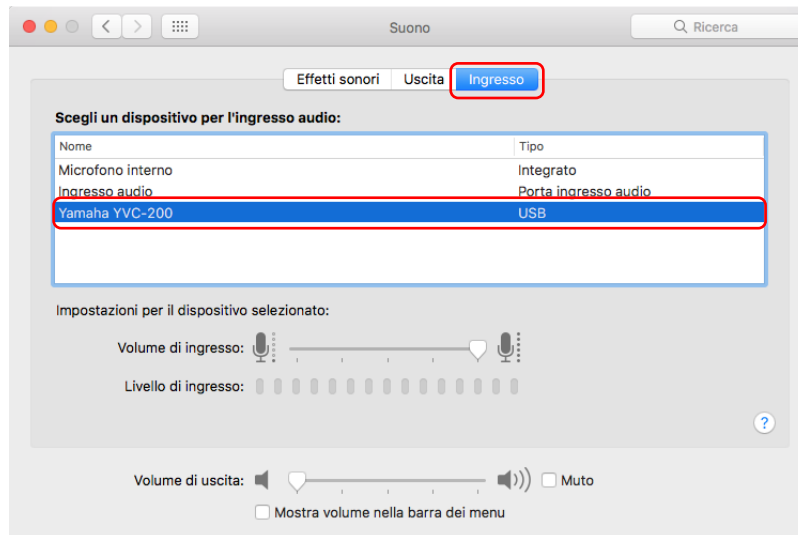 Suono
Ricerca
Effetti sonori Uscita Ingresso
Scegli un dispositivo per l'ingresso audio:
Nome Tipo
Microfono interno Integrato
Ingresso audio Porta ingresso audio
Yamaha YVC-200 USB
Impostazioni per il dispositivo selezionato:
Volume di ingresso:
Livello di ingresso:
?
Volume di uscita: Muto
Mostra volume nella barra dei menu